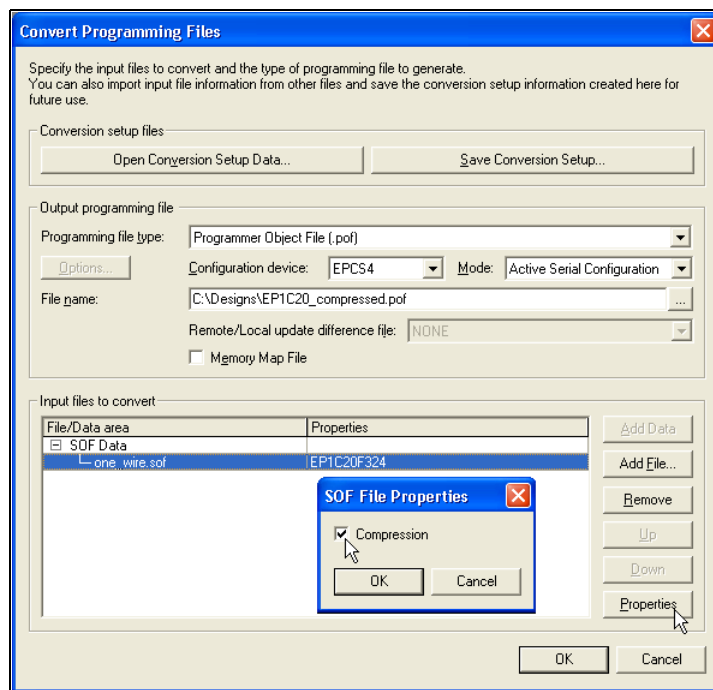 Convert Programming Files
Specify the input files to convert and the type of programming file to generate.
You can also import input file information from other files and save the conversion setup information created here for
future use.
Conversion setup files
Open Conversion Setup Data...
Save Conversion Setup...
Output programming file
Programming file type:
Programmer Object File (.pof)
Options...
Configuration device:
EPCS4
Mode:
Active Serial Configuration
File name:
C:\Designs\EP1C20_compressed.pof
...
Remote/Local update difference file:
NONE
Memory Map File
Input files to convert
File/Data area
Properties
SOF Data
one_wire.sof
EP1C20F324
Add Data
Add File...
Remove
Up
Down
Properties
SOF File Properties
Compression
OK
Cancel
OK
Cancel